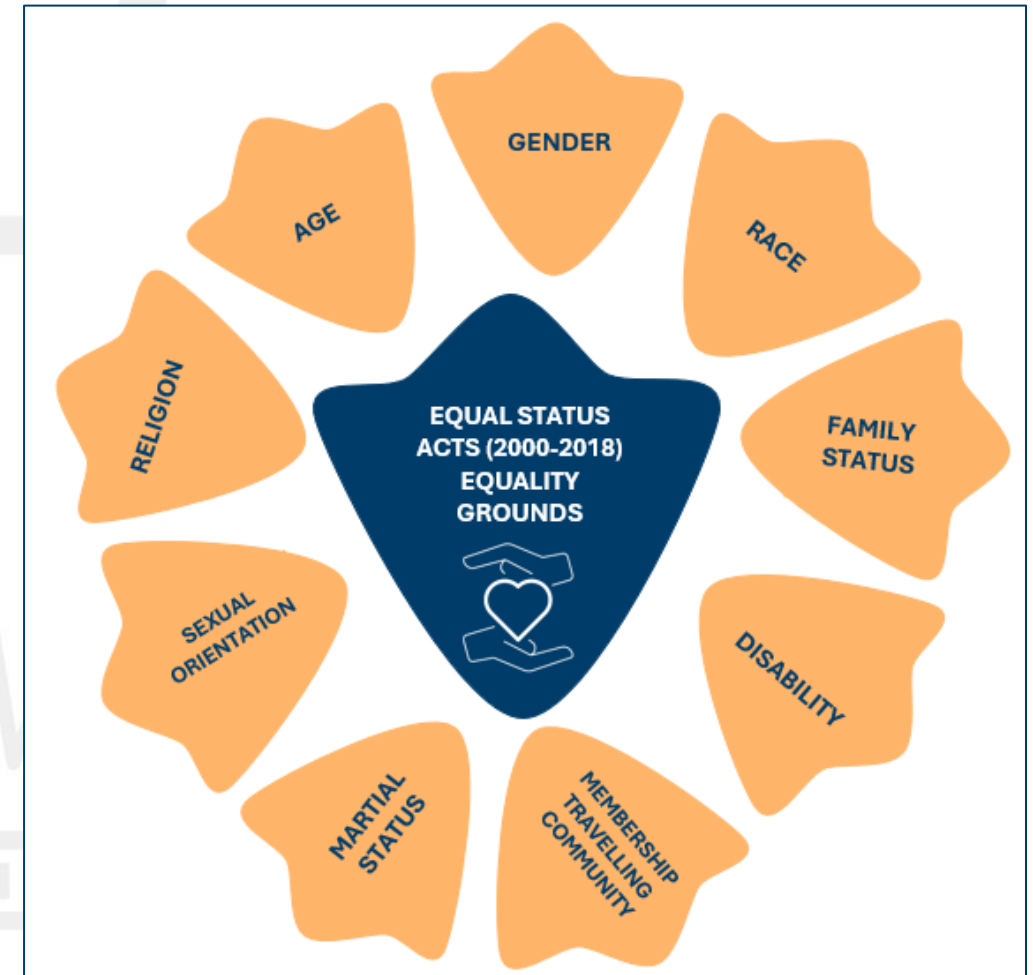 GENDER
RACE
FAMILY
STATUS
DISABILITY
MEMBERSHIP
TRAVELLING
COMMUNITY
MARTIAL
STATUS
SEXUAL
ORIENTATION
RELIGION
AGE
EQUAL STATUS
ACTS (2000-2018)
EQUALITY
GROUNDS